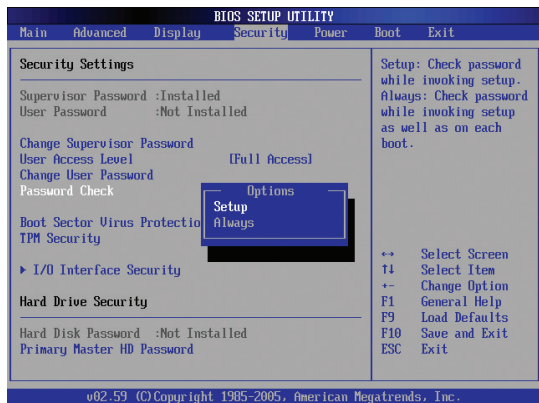 BIOS SETUP UTILITY
Main Advanced Display Security Power Boot Exit
Security Settings
Supervisor Password :Installed
User Password :Not Installed
Change Supervisor Password
User Access Level [Full Access]
Change User Password
Password Check
Options
Setup
Always
Boot Sector Virus Protectio
TPM Security
▶ I/O Interface Security
Hard Drive Security
Hard Disk Password :Not Installed
Primary Master HD Password
Setup: Check password
while invoking setup.
Always: Check password
while invoking setup
as well as on each
boot.
↔ Select Screen
↑↓ Select Item
+- Change Option
F1 General Help
F9 Load Defaults
F10 Save and Exit
ESC Exit
v02.59 (C)Copyright 1985-2005, American Megatrends, Inc.